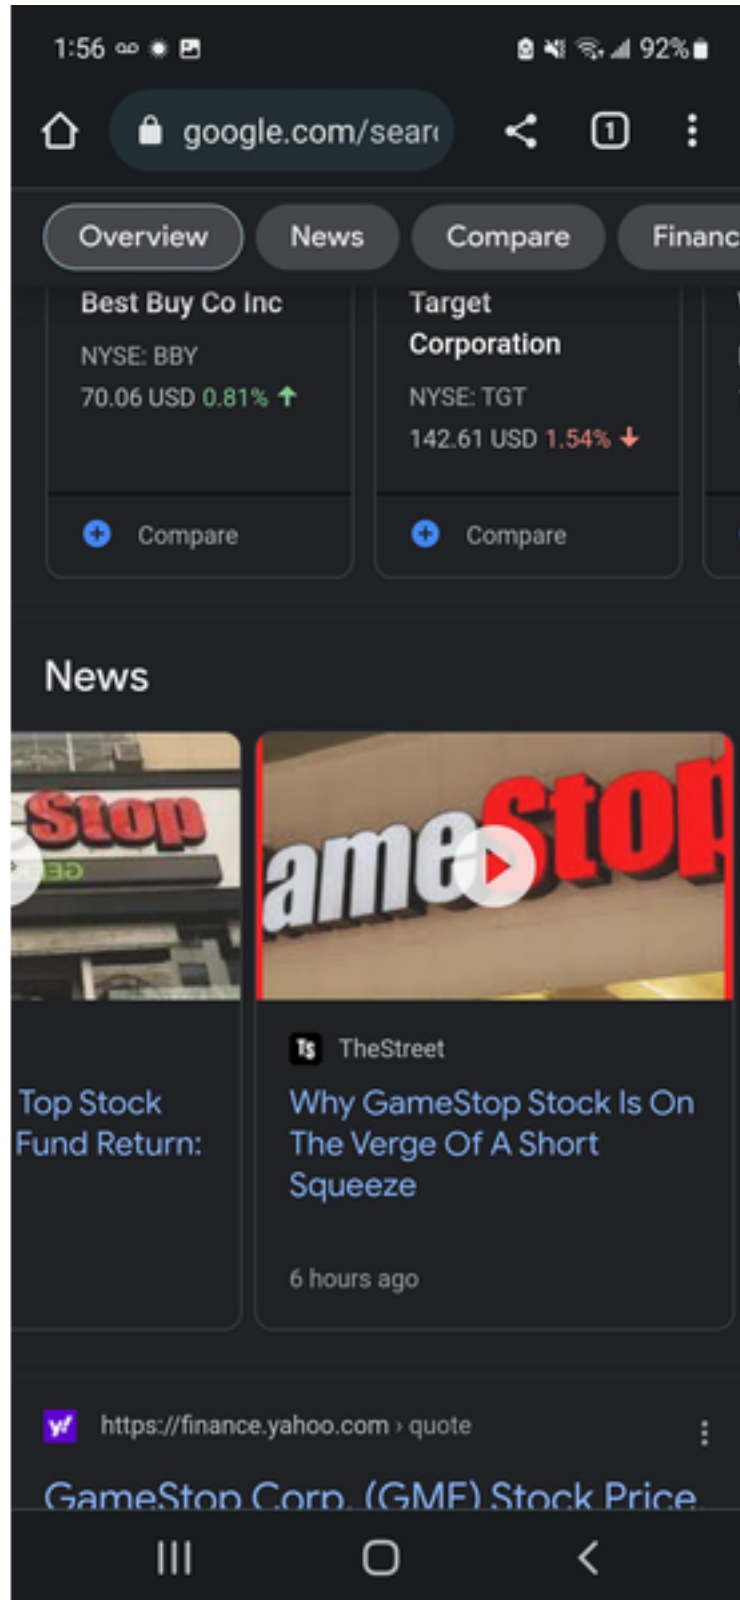 1:56
92%
google.com/sear
1
Overview
News
Compare
Financ
Best Buy Co Inc
NYSE: BBY
70.06 USD 0.81% ↑
Compare
Target
Corporation
NYSE: TGT
142.61 USD 1.54% ↓
Compare
News
Stop
Top Stock
Fund Return:
ameStop
TS TheStreet
Why GameStop Stock Is On
The Verge Of A Short
Squeeze
6 hours ago
y! https://finance.yahoo.com › quote
GameStop Corp. (GME) Stock Price,